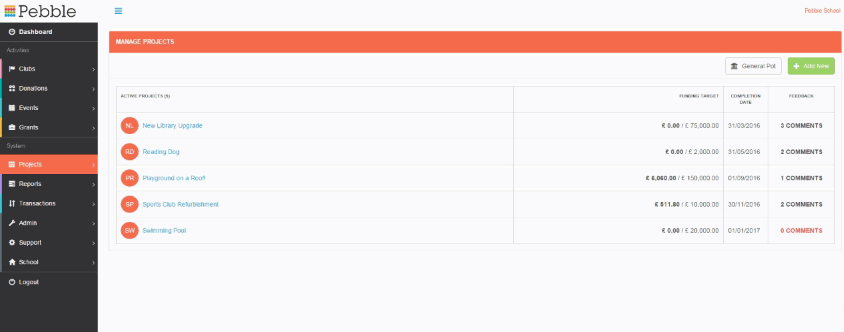 Pebble
Pebble School
Dashboard
Activities
Clubs
Donations
Events
Grants
System
Projects
Reports
Transactions
Admin
Support
School
Logout
MANAGE PROJECTS
General Pot
Add New
ACTIVE PROJECTS (5) FUNDING TARGET COMPLETION DATE FEEDBACK
NL New Library Upgrade £ 0.00 / £ 75,000.00 31/03/2016 3 COMMENTS
RD Reading Dog £ 0.00 / £ 2,000.00 31/05/2016 2 COMMENTS
PR Playground on a Roof! £ 6,060.00 / £ 150,000.00 01/09/2016 1 COMMENTS
SP Sports Club Refurbishment £ 511.80 / £ 10,000.00 30/11/2016 2 COMMENTS
SW Swimming Pool £ 0.00 / £ 20,000.00 01/01/2017 0 COMMENTS